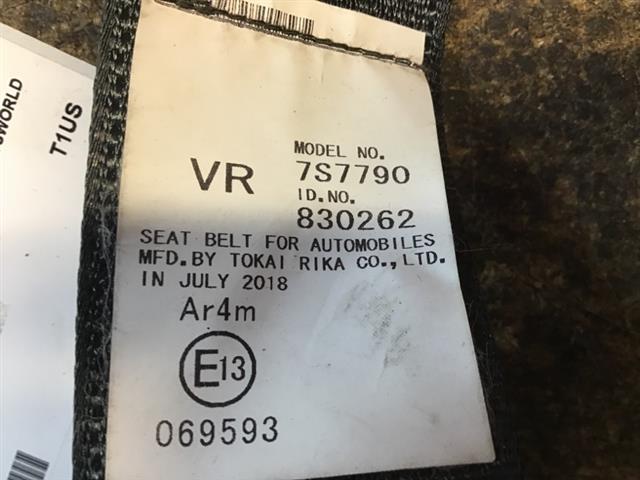 SWORLD
T1US
MODEL NO.
VR 7S7790
ID.NO.
830262
SEAT BELT FOR AUTOMOBILES
MFD.BY TOKAI RIKA CO.,LTD.
IN JULY 2018
Ar4m
E13
069593